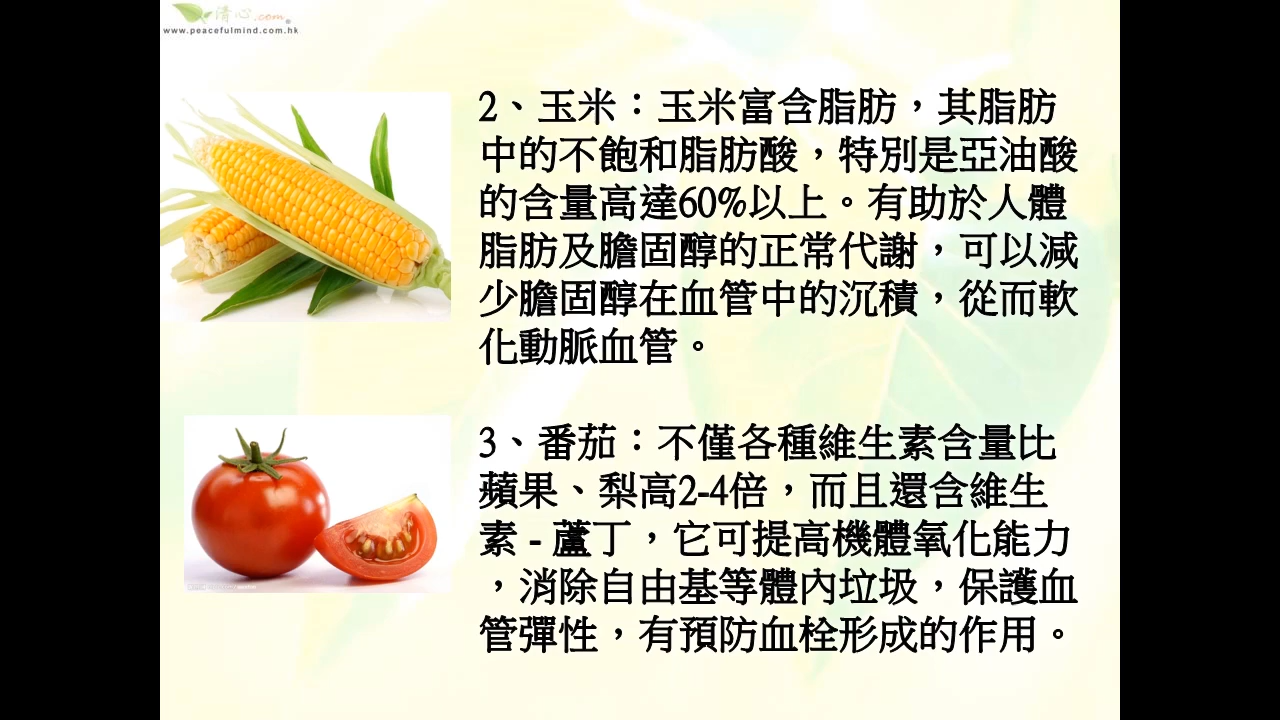 清心.com
www.peacefulmind.com.hk
2、玉米：玉米富含脂肪，其脂肪
中的不飽和脂肪酸，特別是亞油酸
的含量高達60%以上。有助於人體
脂肪及膽固醇的正常代謝，可以減
少膽固醇在血管中的沉積，從而軟
化動脈血管。
3、番茄：不僅各種維生素含量比
蘋果、梨高2-4倍，而且還含維生
素 - 蘆丁，它可提高機體氧化能力
，消除自由基等體內垃圾，保護血
管彈性，有預防血栓形成的作用。